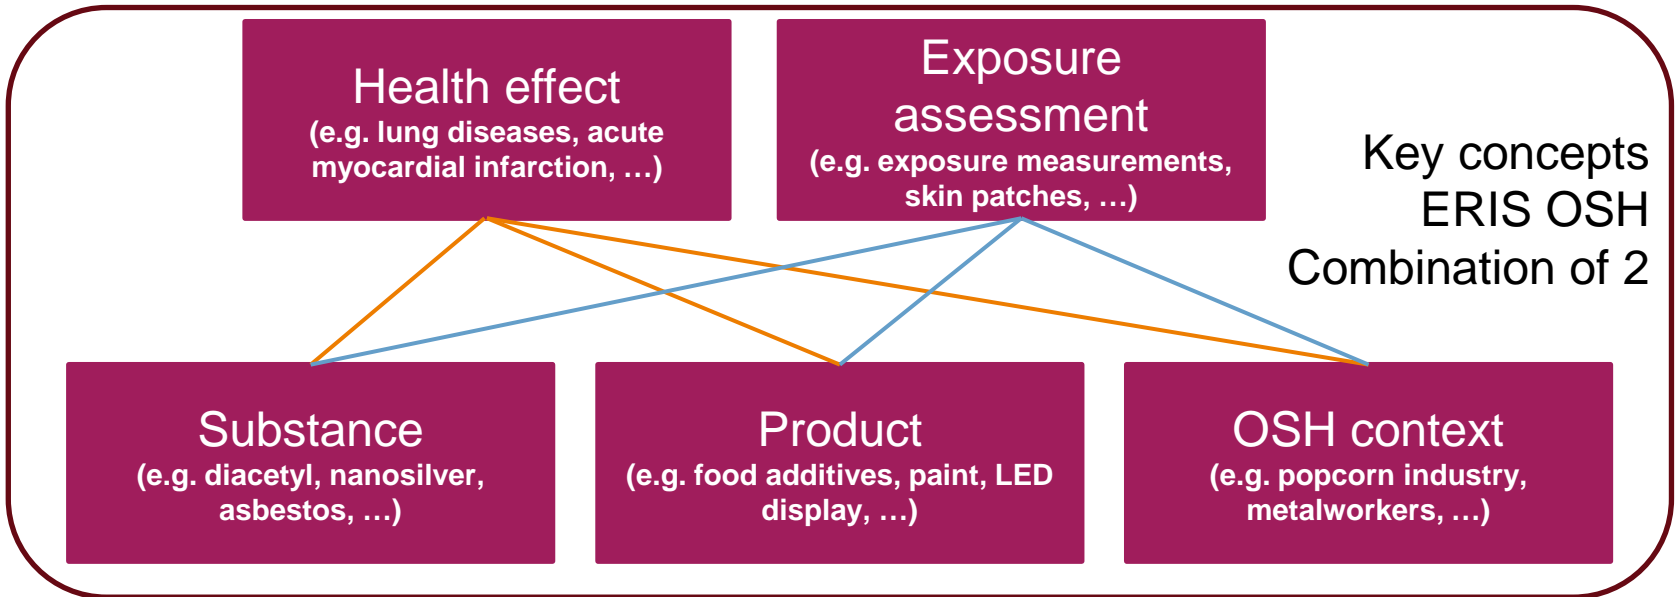 Health effect
(e.g. lung diseases, acute
myocardial infarction, …)
Exposure
assessment
(e.g. exposure measurements,
skin patches, …)
Key concepts
ERIS OSH
Combination of 2
Substance
(e.g. diacetyl, nanosilver,
asbestos, …)
Product
(e.g. food additives, paint, LED
display, …)
OSH context
(e.g. popcorn industry,
metalworkers, …)